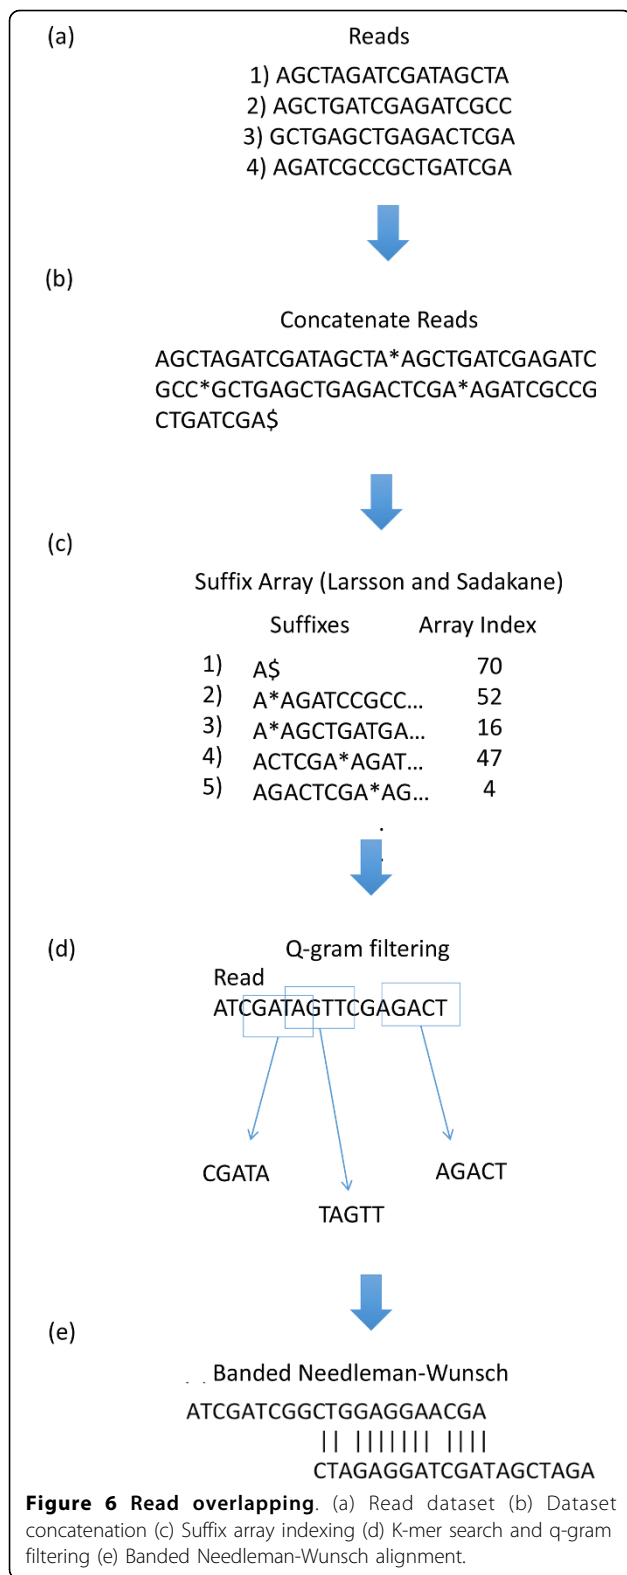 (a)
Reads
1) AGCTAGATCGATAGCTA
2) AGCTGATCGAGATCGCC
3) GCTGAGCTGAGACTCGA
4) AGATCGCCGCTGATCGA
(b)
Concatenate Reads
AGCTAGATCGATAGCTA*AGCTGATCGAGATC
GCC*GCTGAGCTGAGACTCGA*AGATCGCCG
CTGATCGA$
(c)
Suffix Array (Larsson and Sadakane)
Suffixes Array Index
1) A$ 70
2) A*AGATCCGCC... 52
3) A*AGCTGATGA... 16
4) ACTCGA*AGAT... 47
5) AGACTCGA*AG... 4
.
.
(d)
Q-gram filtering
Read
ATCGATAGTTCGAGACT
CGATA
AGACT
TAGTT
(e)
Banded Needleman-Wunsch
ATCGATCGGCTGGAGGAACGA
|| ||||||| ||||
CTAGAGGATCGATAGCTAGA
Figure 6 Read overlapping. (a) Read dataset (b) Dataset
concatenation (c) Suffix array indexing (d) K-mer search and q-gram
filtering (e) Banded Needleman-Wunsch alignment.